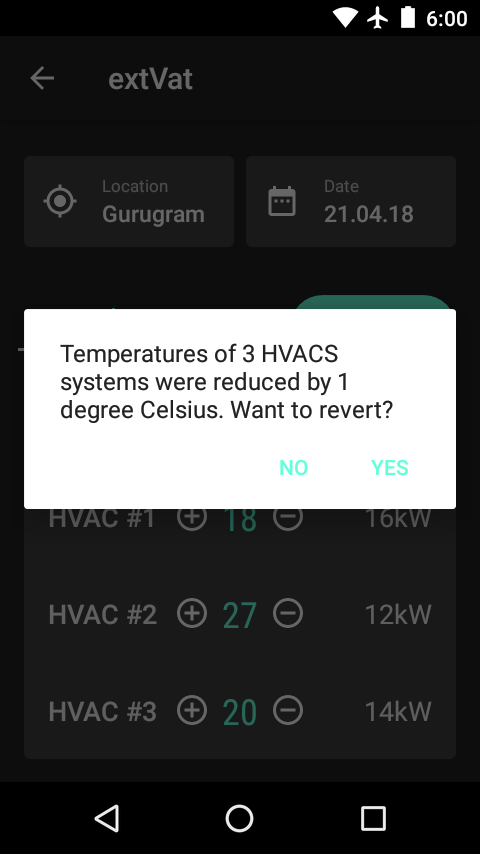 6:00
extVat
Location
Gurugram
Date
21.04.18
Temperatures of 3 HVACS
systems were reduced by 1
degree Celsius. Want to revert?
NO YES
HVAC #1 18 16kW
HVAC #2 27 12kW
HVAC #3 20 14kW